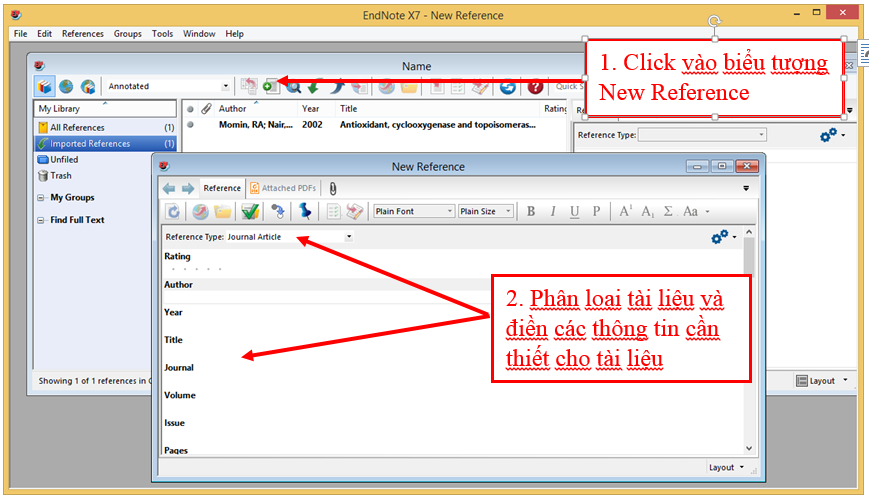 EndNote X7 - New Reference
File Edit References Groups Tools Window Help
Name
Annotated
Quick S
1. Click vào biểu tượng
New Reference
My Library
All References (1)
Imported References (1)
Unfiled
Trash
My Groups
Find Full Text
Author Year Title Rating
Momin, RA; Nair,... 2002 Antioxidant, cyclooxygenase and topoisomeras...
Reference Type:
New Reference
Reference Attached PDFs
Plain Font Plain Size B I U P A¹ A₁ Σ Aa
Reference Type: Journal Article
Rating
Author
Year
Title
Journal
Volume
Issue
Pages
2. Phân loại tài liệu và
điền các thông tin cần
thiết cho tài liệu
Showing 1 of 1 references in
Layout
Layout